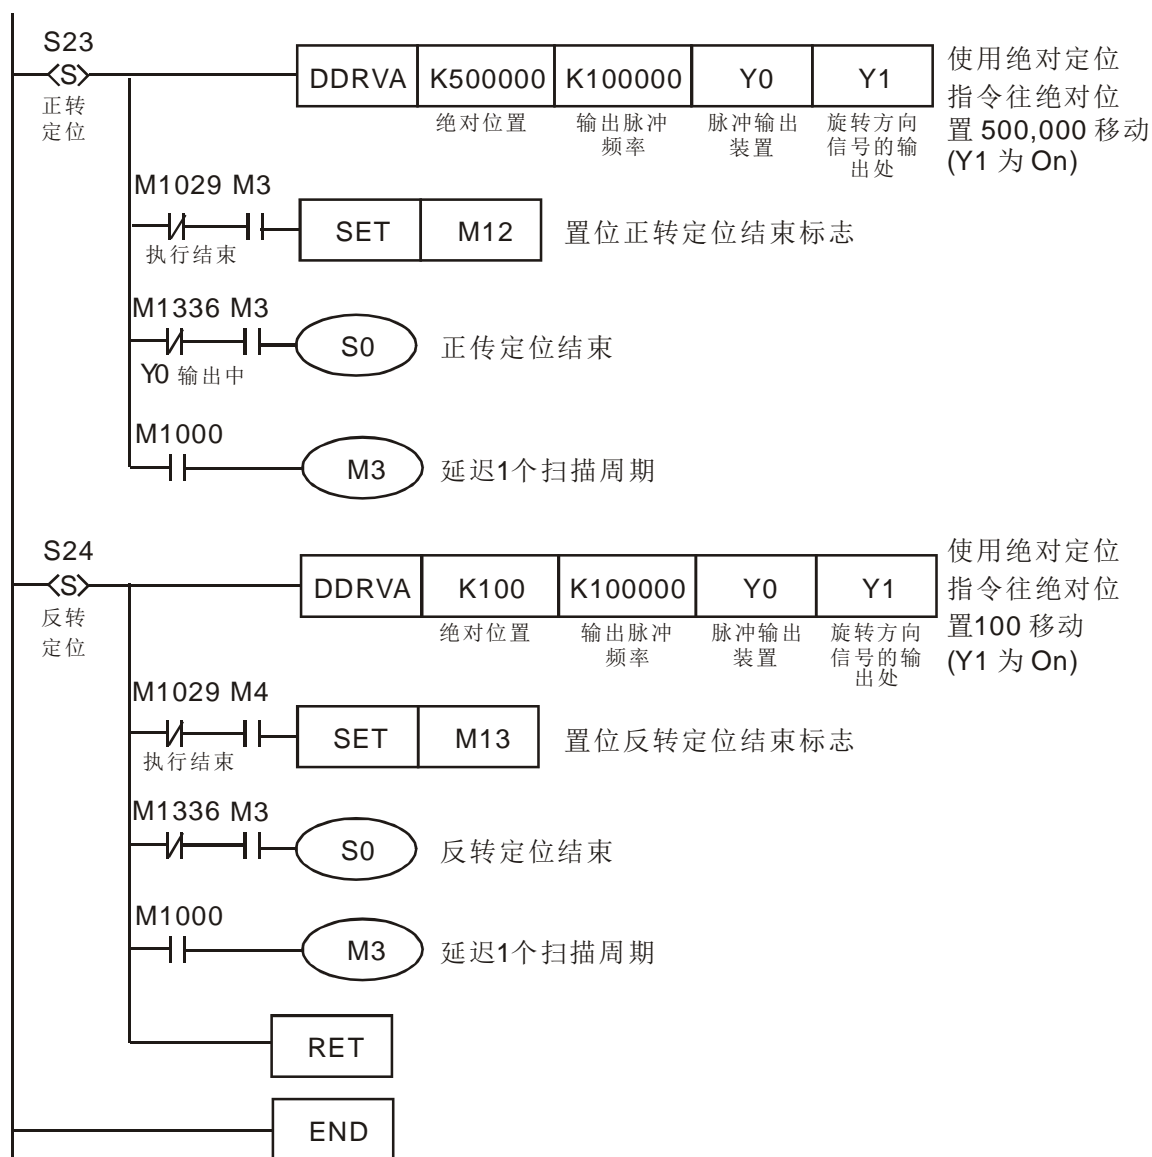 S23
S
正转
定位
DDRVA K500000 K100000 Y0 Y1
绝对位置
输出脉冲
频率
脉冲输出
装置
旋转方向
信号的输
出处
使用绝对定位
指令往绝对位
置 500,000 移动
(Y1 为 On)
M1029 M3
执行结束
SET M12
置位正转定位结束标志
M1336 M3
Y0 输出中
S0
正传定位结束
M1000
M3
延迟1个扫描周期
S24
S
反转
定位
DDRVA K100 K100000 Y0 Y1
绝对位置
输出脉冲
频率
脉冲输出
装置
旋转方向
信号的输
出处
使用绝对定位
指令往绝对位
置100 移动
(Y1 为 On)
M1029 M4
执行结束
SET M13
置位反转定位结束标志
M1336 M3
S0
反转定位结束
M1000
M3
延迟1个扫描周期
RET
END